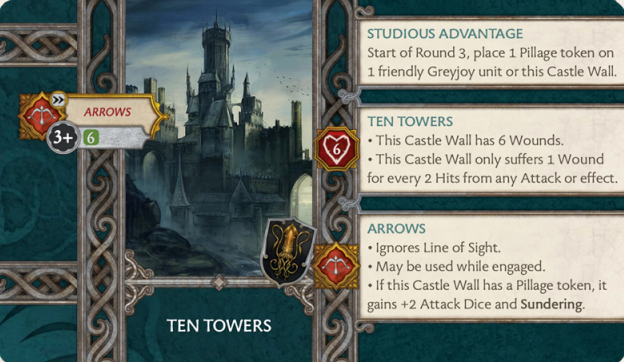 ARROWS
3+ 6
TEN TOWERS
STUDIOUS ADVANTAGE
Start of Round 3, place 1 Pillage token on
1 friendly Greyjoy unit or this Castle Wall.
TEN TOWERS
• This Castle Wall has 6 Wounds.
• This Castle Wall only suffers 1 Wound
for every 2 Hits from any Attack or effect.
6
ARROWS
• Ignores Line of Sight.
• May be used while engaged.
• If this Castle Wall has a Pillage token, it
gains +2 Attack Dice and Sundering.